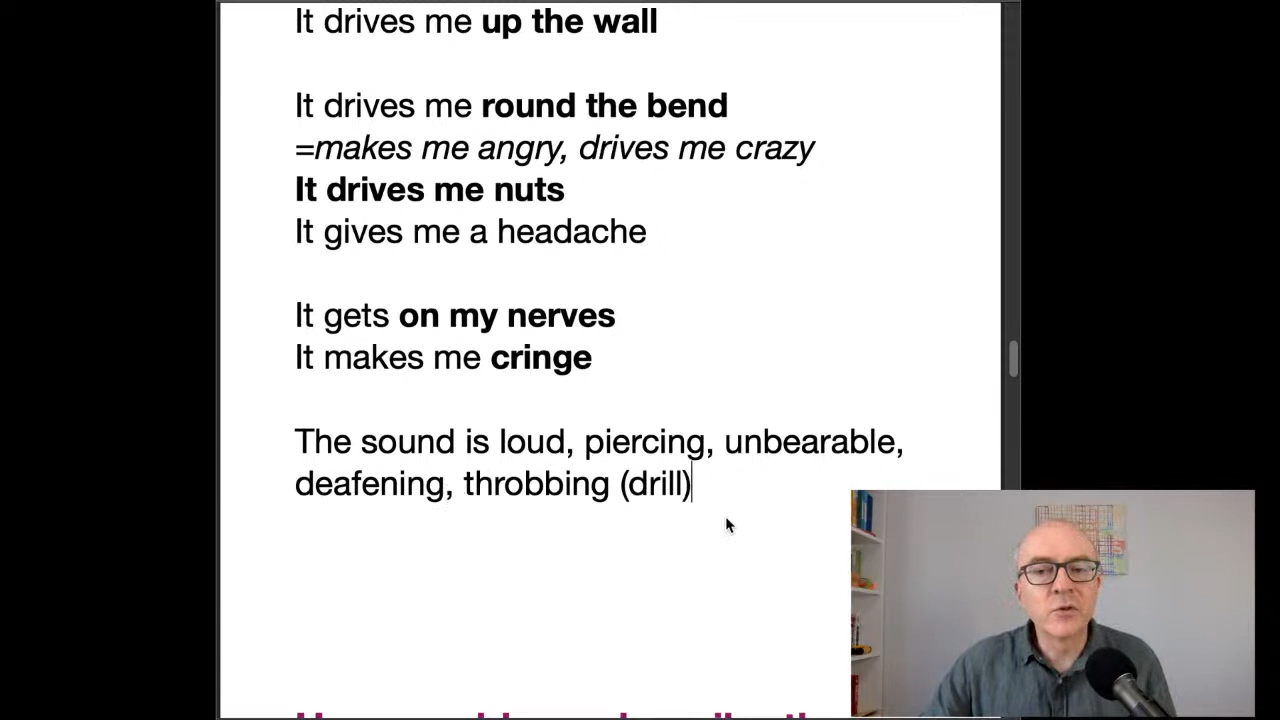 It drives me up the wall
It drives me round the bend
=makes me angry, drives me crazy
It drives me nuts
It gives me a headache
It gets on my nerves
It makes me cringe
The sound is loud, piercing, unbearable,
deafening, throbbing (drill)